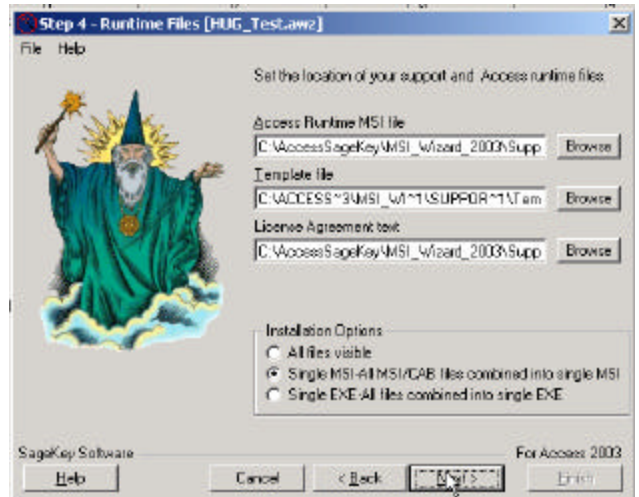 Step 4 - Runtime Files [HUG_Test.awz]
File Help
Set the location of your support and Access runtime files.
Access Runtime MSI file
C:\AccessSageKey\MSI_Wizard_2003\Supp Browse
Template file
C:\ACCESS~3\MSI_WI~1\SUPPOR~1\Tem Browse
License Agreement text
C:\AccessSageKey\MSI_Wizard_2003\Supp Browse
Installation Options
All files visible
Single MSI-All MSI/CAB files combined into single MSI
Single EXE-All files combined into single EXE
SageKey Software For Access 2003
Help Cancel < Back Next > Finish